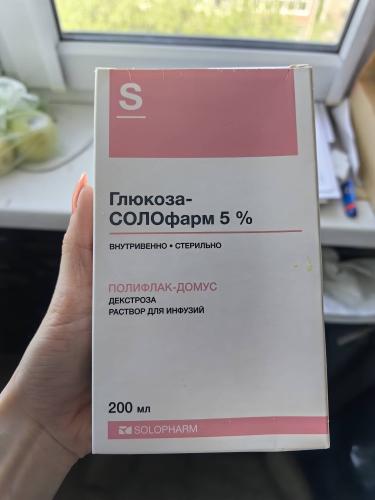 S
Глюкоза-
СОЛОфарм 5 %
ВНУТРИВЕННО • СТЕРИЛЬНО
ПОЛИФЛАК-ДОМУС
ДЕКСТРОЗА
РАСТВОР ДЛЯ ИНФУЗИЙ
200 мл
SOLOPHARM